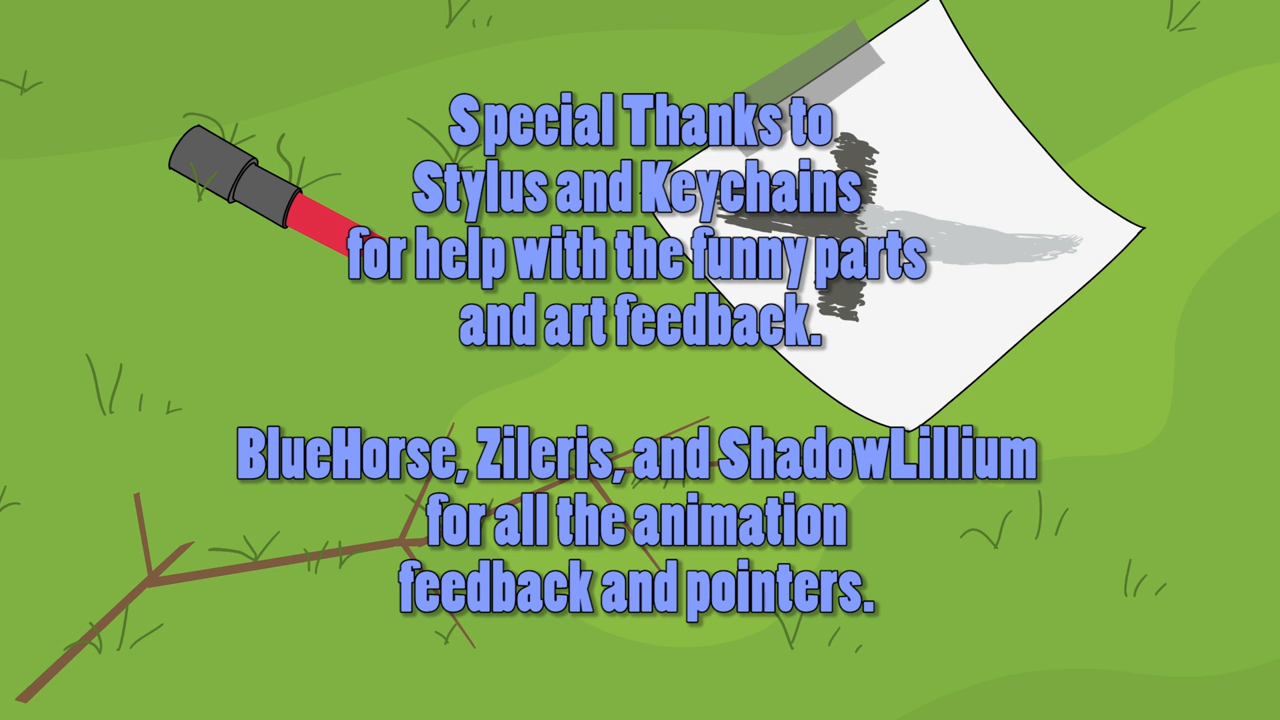 Special Thanks to
Stylus and Keychains
for help with the funny parts
and art feedback.
BlueHorse, Zileris, and ShadowLillium
for all the animation
feedback and pointers.